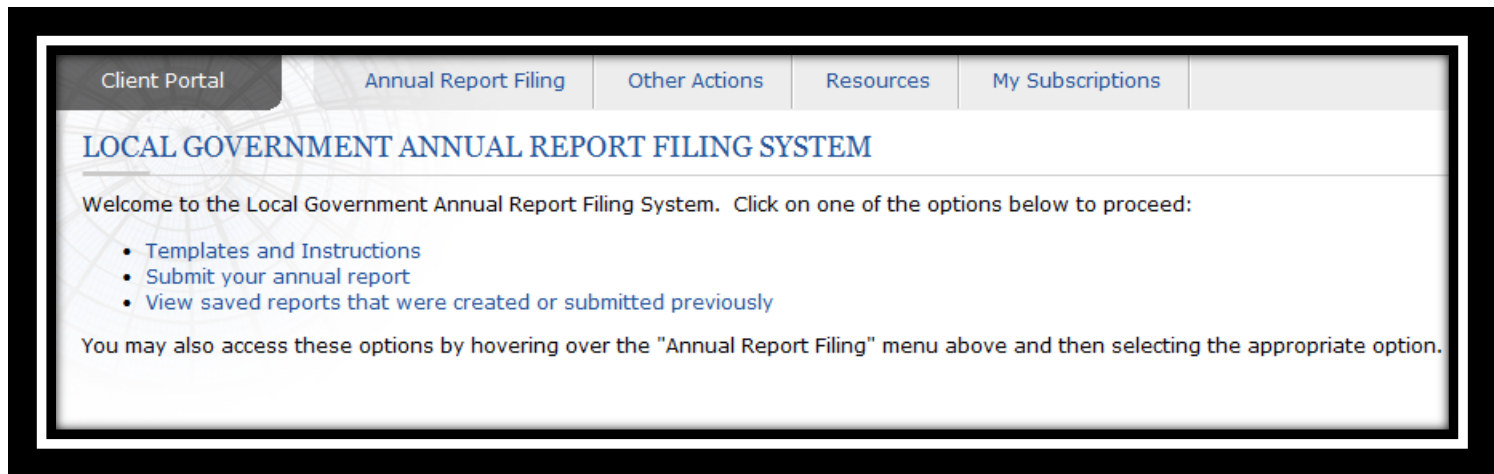 Client Portal Annual Report Filing Other Actions Resources My Subscriptions
LOCAL GOVERNMENT ANNUAL REPORT FILING SYSTEM
Welcome to the Local Government Annual Report Filing System.  Click on one of the options below to proceed:
• Templates and Instructions
• Submit your annual report
• View saved reports that were created or submitted previously
You may also access these options by hovering over the "Annual Report Filing" menu above and then selecting the appropriate option.